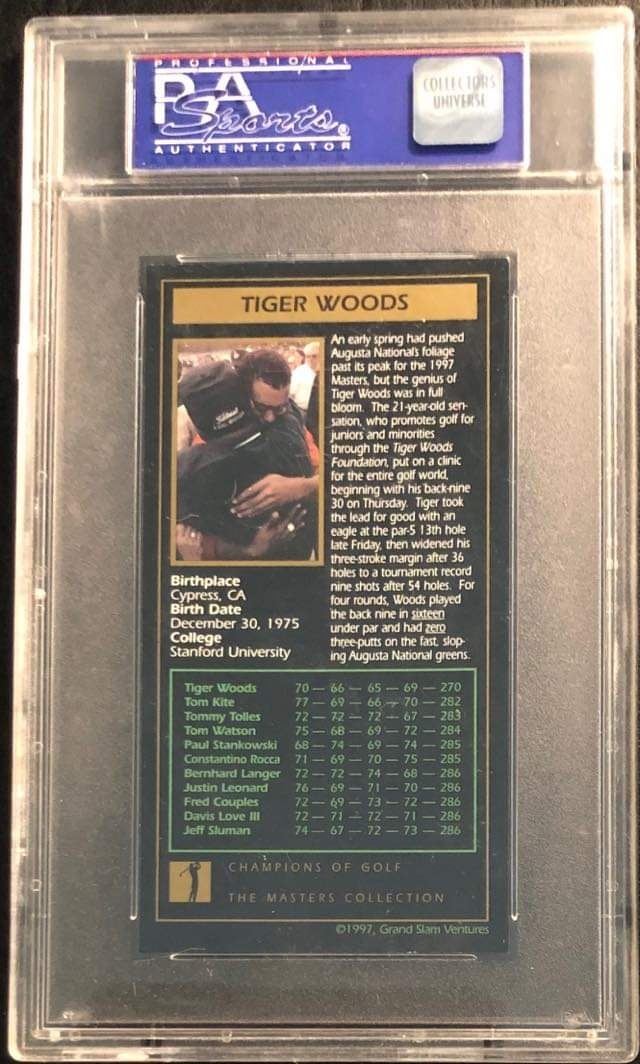 PROFESSIONAL
PSA
Sports®
AUTHENTICATOR
COLLECTORS
UNIVERSE
TIGER WOODS
An early spring had pushed
Augusta National's foliage
past its peak for the 1997
Masters, but the genius of
Tiger Woods was in full
bloom. The 21-year-old sen-
sation, who promotes golf for
juniors and minorities
through the Tiger Woods
Foundation, put on a clinic
for the entire golf world,
beginning with his back-nine
30 on Thursday. Tiger took
the lead for good with an
eagle at the par-5 13th hole
late Friday, then widened his
three-stroke margin after 36
holes to a tournament record
nine shots after 54 holes. For
four rounds, Woods played
the back nine in sixteen
under par and had zero
three-putts on the fast, slop-
ing Augusta National greens.
Birthplace
Cypress, CA
Birth Date
December 30, 1975
College
Stanford University
Tiger Woods 70 — 66 — 65 — 69 — 270
Tom Kite 77 — 69 — 66 — 70 — 282
Tommy Tolles 72 — 72 — 72 — 67 — 283
Tom Watson 75 — 68 — 69 — 72 — 284
Paul Stankowski 68 — 74 — 69 — 74 — 285
Constantino Rocca 71 — 69 — 70 — 75 — 285
Bernhard Langer 72 — 72 — 74 — 68 — 286
Justin Leonard 76 — 69 — 71 — 70 — 286
Fred Couples 72 — 69 — 73 — 72 — 286
Davis Love III 72 — 71 — 72 — 71 — 286
Jeff Sluman 74 — 67 — 72 — 73 — 286
CHAMPIONS OF GOLF
THE MASTERS COLLECTION
©1997, Grand Slam Ventures